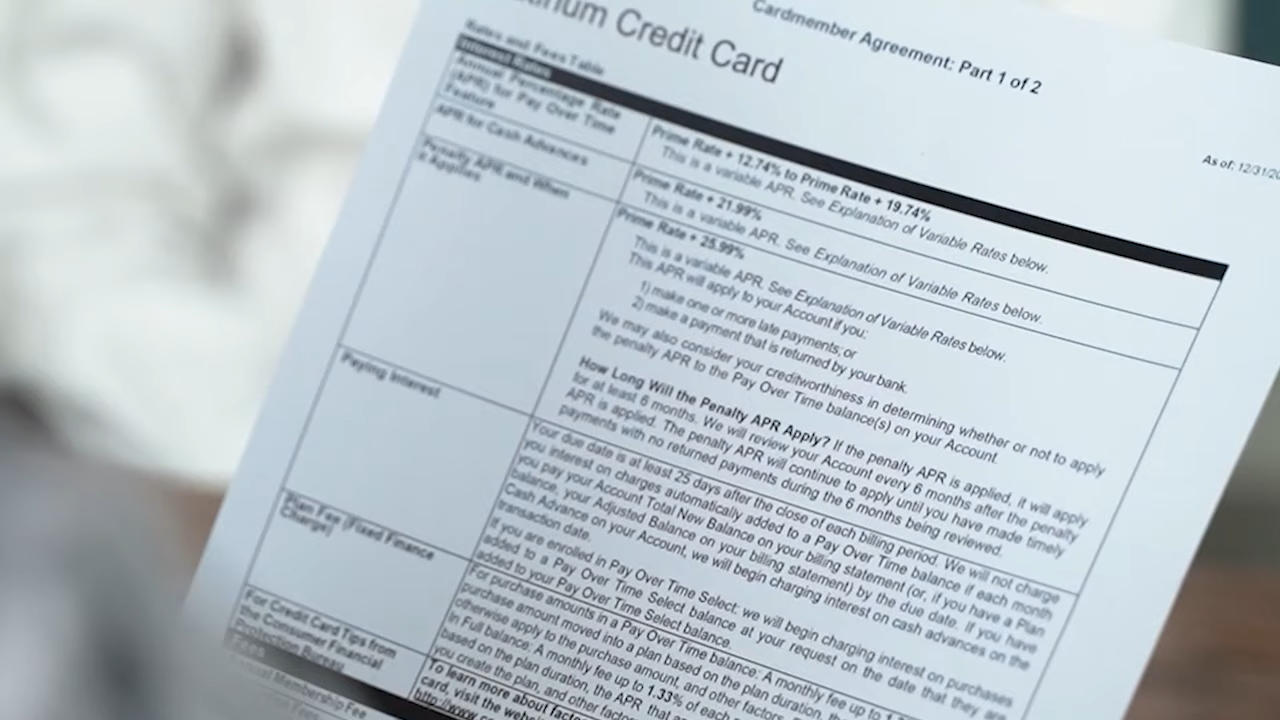 Cardmember Agreement: Part 1 of 2
Credit Card
As of: 12/31/20
Rates and Fees Table
Interest Rates
Annual Percentage Rate
(APR) for Pay Over Time
Feature
Prime Rate + 12.74% to Prime Rate + 19.74%
This is a variable APR. See Explanation of Variable Rates below.
APR for Cash Advances
Prime Rate + 21.99%
This is a variable APR. See Explanation of Variable Rates below.
Penalty APR and When
it Applies
Prime Rate + 25.99%
This is a variable APR. See Explanation of Variable Rates below.
This APR will apply to your Account if you:
1) make one or more late payments; or
2) make a payment that is returned by your bank.
We may also consider your creditworthiness in determining whether or not to apply
the penalty APR to the Pay Over Time balance(s) on your Account.
How Long Will the Penalty APR Apply? If the penalty APR is applied, it will apply
for at least 6 months. We will review your Account every 6 months after the penalty
APR is applied. The penalty APR will continue to apply until you have made timely
payments with no returned payments during the 6 months being reviewed.
Paying Interest
Your due date is at least 25 days after the close of each billing period. We will not charge
you interest on charges automatically added to a Pay Over Time balance if each month
you pay your Account Total New Balance on your billing statement (or, if you have a Plan
balance, your Adjusted Balance on your billing statement) by the due date. If you have
Cash Advance on your Account, we will begin charging interest on cash advances on the
transaction date.
If you are enrolled in Pay Over Time Select: we will begin charging interest on purchases
added to a Pay Over Time Select balance at your request on the date that they are
added to your Pay Over Time Select balance.
Plan Fee (Fixed Finance
Charge)
For purchase amounts in a Pay Over Time balance: A monthly fee up to
purchase amount moved into a plan based on the plan duration, the
otherwise apply to the purchase amount, and other factors.
In Full balance: A monthly fee up to 1.33% of each
based on the plan duration, the APR that
you create the plan, and other factors
For Credit Card Tips from
the Consumer Financial
Protection Bureau
To learn more about factors
card, visit the website
http://www.
Fees
Annual Membership Fee